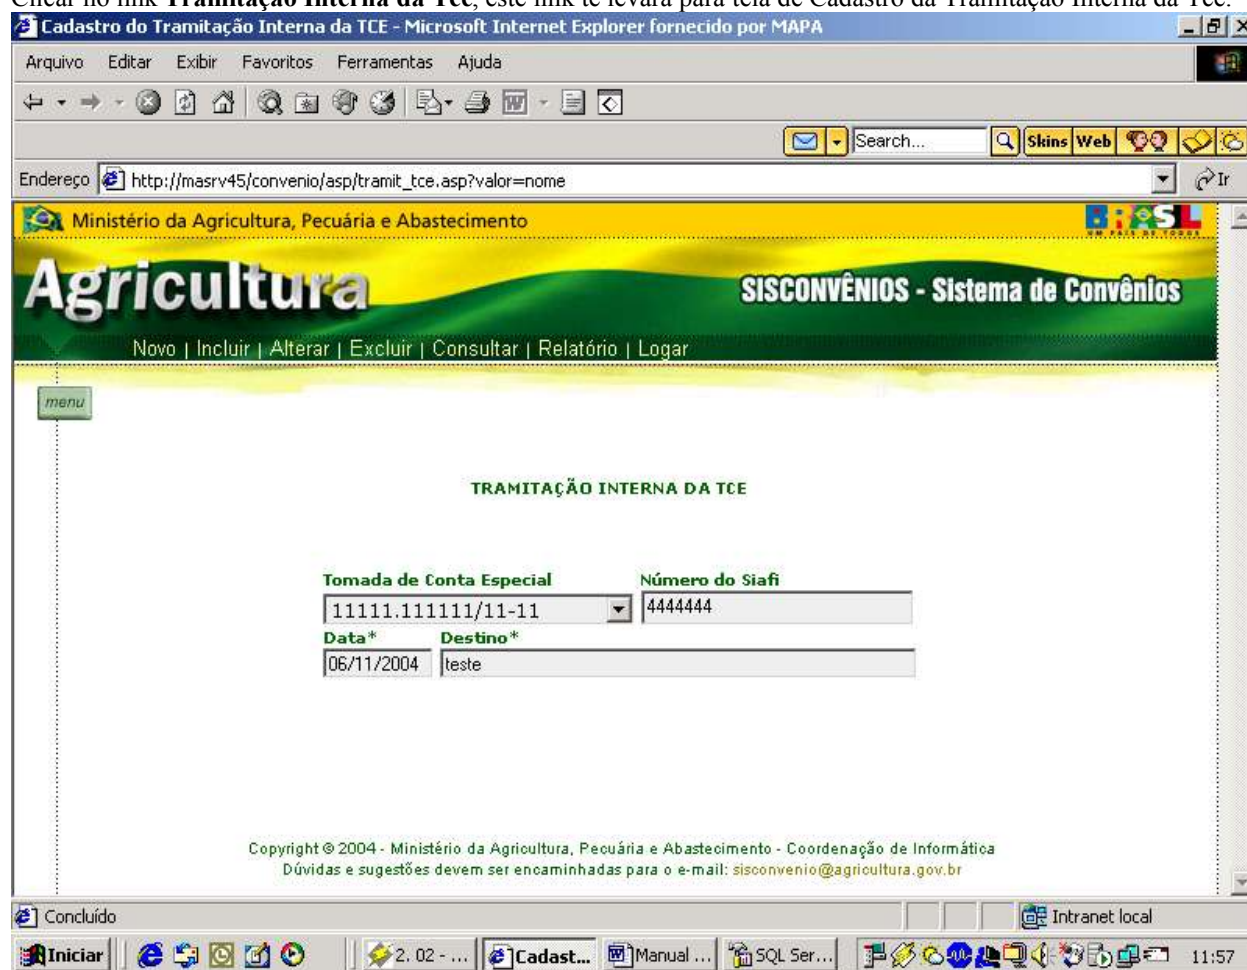 Clicar no link Tramitação Interna da Tce, este link te levará para tela de Cadastro da Tramitação Interna da Tce.
Cadastro do Tramitação Interna da TCE - Microsoft Internet Explorer fornecido por MAPA
Arquivo Editar Exibir Favoritos Ferramentas Ajuda
Search... Skins Web
Endereço http://masrv45/convenio/asp/tramit_tce.asp?valor=nome Ir
Ministério da Agricultura, Pecuária e Abastecimento
BRASIL
UM PAÍS DE TODOS
Agricultura
SISCONVÊNIOS - Sistema de Convênios
Novo | Incluir | Alterar | Excluir | Consultar | Relatório | Logar
menu
TRAMITAÇÃO INTERNA DA TCE
Tomada de Conta Especial Número do Siafi
11111.111111/11-11 4444444
Data* Destino*
06/11/2004 teste
Copyright © 2004 - Ministério da Agricultura, Pecuária e Abastecimento - Coordenação de Informática
Dúvidas e sugestões devem ser encaminhadas para o e-mail: sisconvenio@agricultura.gov.br
Concluído Intranet local
Iniciar 2. 02 - ... Cadast... Manual ... SQL Ser... 11:57